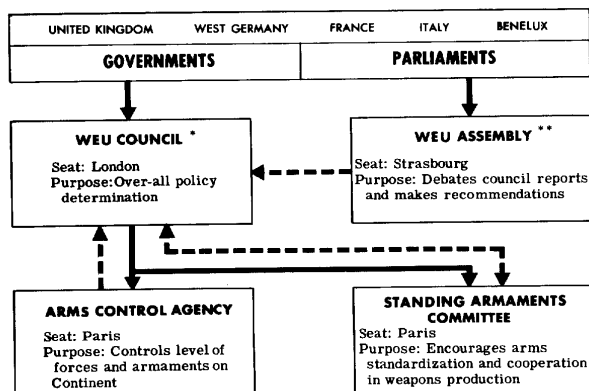 UNITED KINGDOM WEST GERMANY FRANCE ITALY BENELUX
GOVERNMENTS PARLIAMENTS
WEU COUNCIL *
Seat: London
Purpose: Over-all policy
determination
WEU ASSEMBLY **
Seat: Strasbourg
Purpose: Debates council reports
and makes recommendations
ARMS CONTROL AGENCY
Seat: Paris
Purpose: Controls level of
forces and armaments on
Continent
STANDING ARMAMENTS
COMMITTEE
Seat: Paris
Purpose: Encourages arms
standardization and cooperation
in weapons production